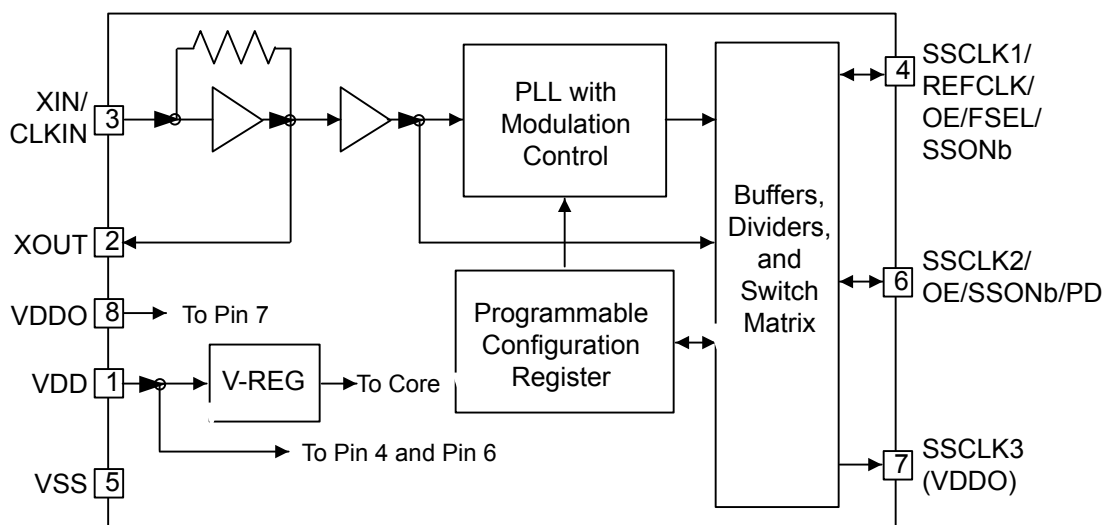 XIN/
CLKIN
3
XOUT
2
VDDO
8
To Pin 7
VDD
1
V-REG
To Core
To Pin 4 and Pin 6
VSS
5
PLL with
Modulation
Control
Programmable
Configuration
Register
Buffers,
Dividers,
and
Switch
Matrix
4
SSCLK1/
REFCLK/
OE/FSEL/
SSONb
6
SSCLK2/
OE/SSONb/PD
7
SSCLK3
(VDDO)